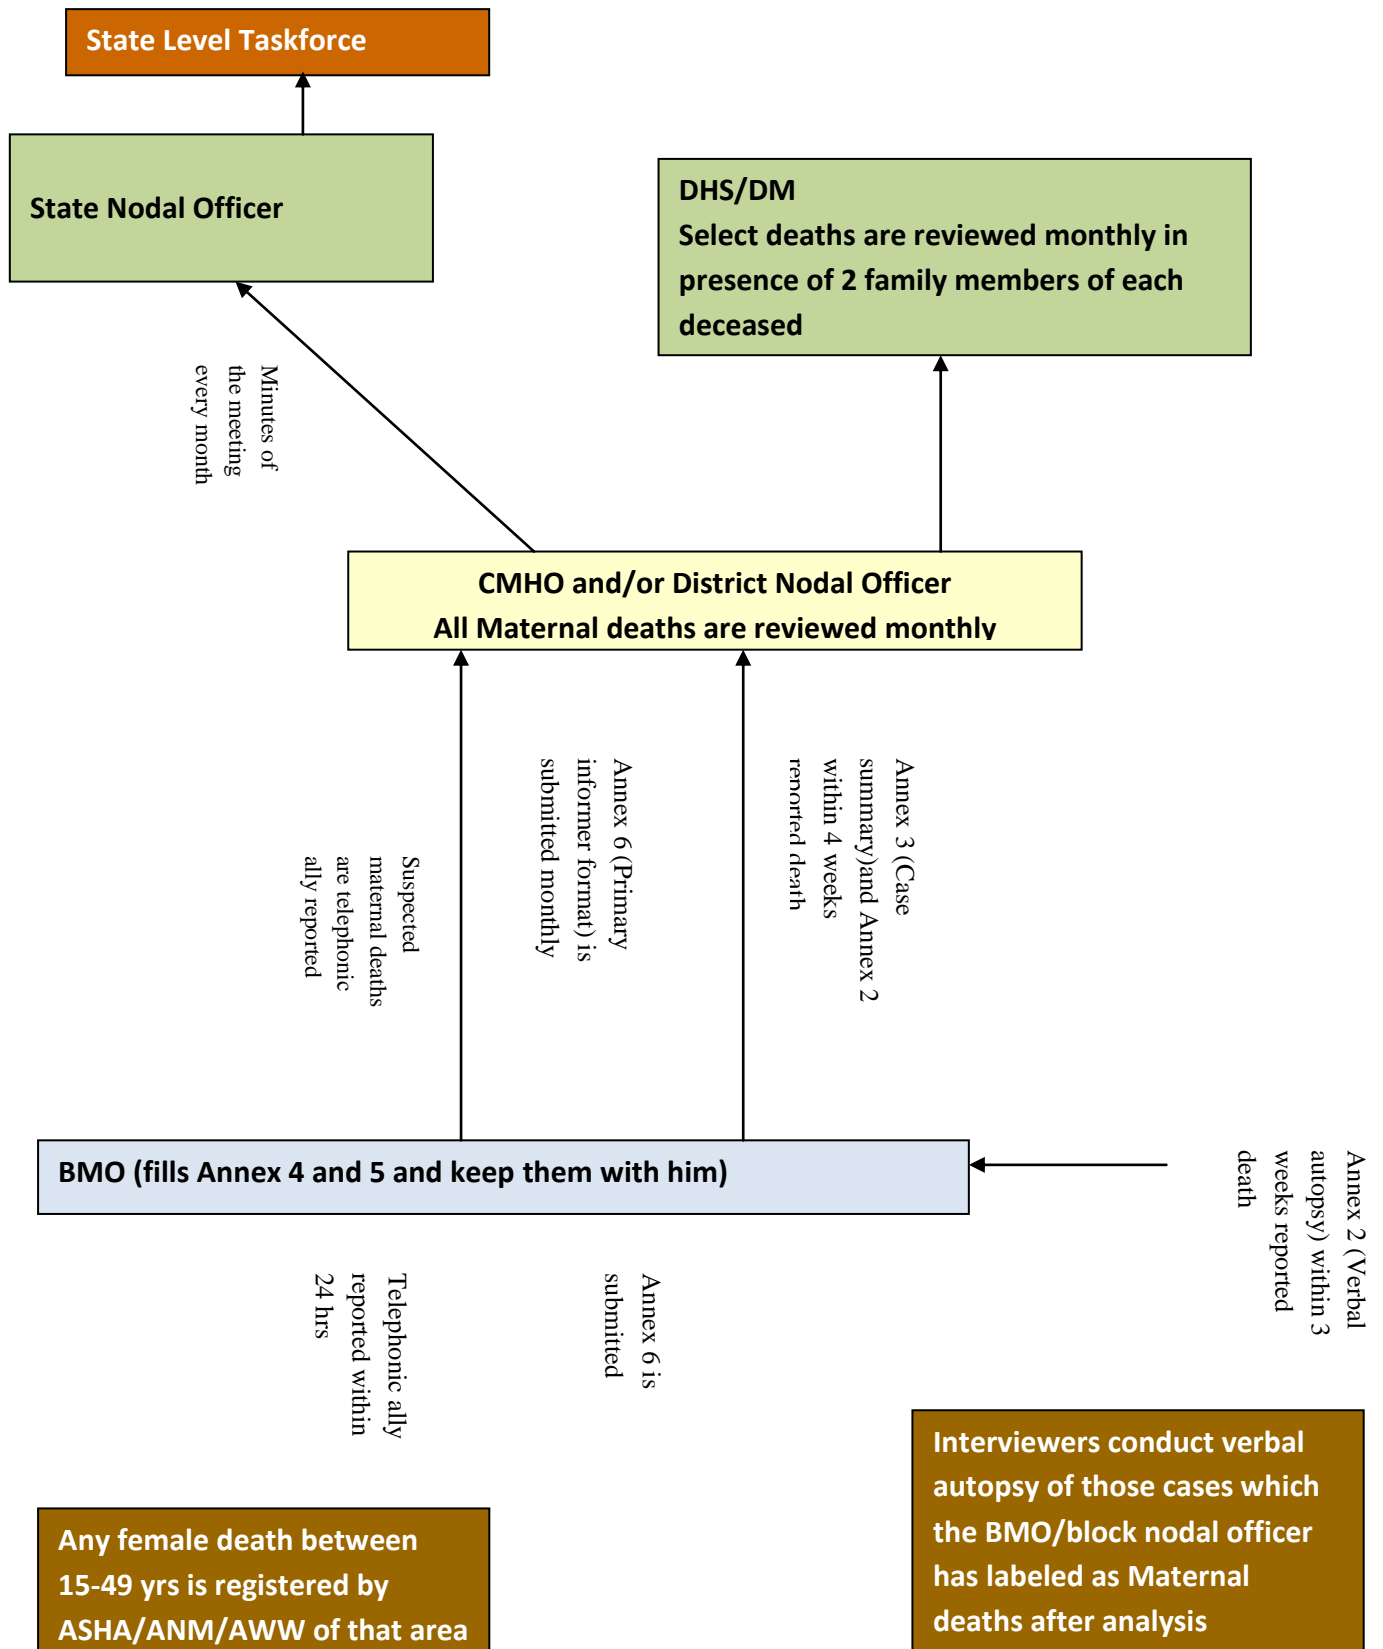 State Level Taskforce
State Nodal Officer
DHS/DM
Select deaths are reviewed monthly in
presence of 2 family members of each
deceased
Minutes of
the meeting
every month
CMHO and/or District Nodal Officer
All Maternal deaths are reviewed monthly
Suspected
maternal deaths
are telephonic
ally reported
Annex 6 (Primary
informer format) is
submitted monthly
Annex 3 (Case
summary)and Annex 2
within 4 weeks
reported death
BMO (fills Annex 4 and 5 and keep them with him)
Annex 2 (Verbal
autopsy) within 3
weeks reported
death
Telephonic ally
reported within
24 hrs
Annex 6 is
submitted
Interviewers conduct verbal
autopsy of those cases which
the BMO/block nodal officer
has labeled as Maternal
deaths after analysis
Any female death between
15-49 yrs is registered by
ASHA/ANM/AWW of that area